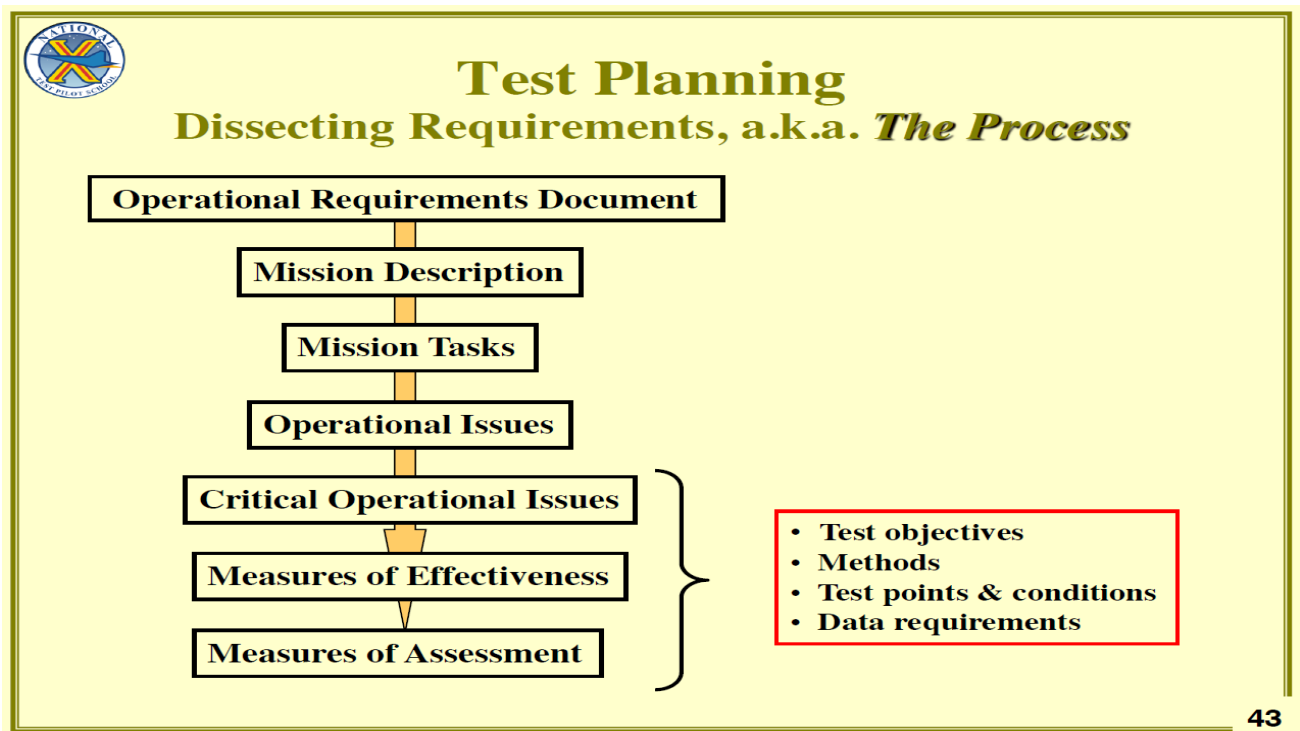 NATIONAL
TEST PILOT SCHOOL
Test Planning
Dissecting Requirements, a.k.a. The Process
Operational Requirements Document
Mission Description
Mission Tasks
Operational Issues
Critical Operational Issues
Measures of Effectiveness
Measures of Assessment
• Test objectives
• Methods
• Test points & conditions
• Data requirements
43